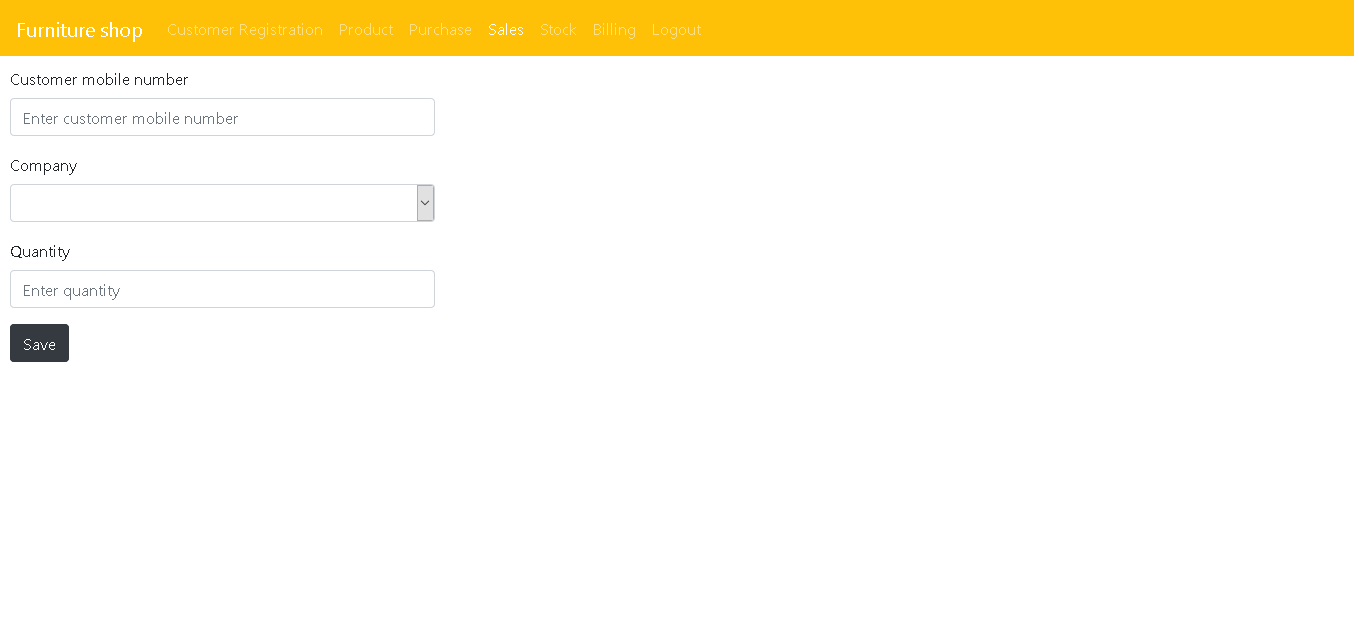 Furniture shop Customer Registration Product Purchase Sales Stock Billing Logout
Customer mobile number
Enter customer mobile number
Company
Quantity
Enter quantity
Save